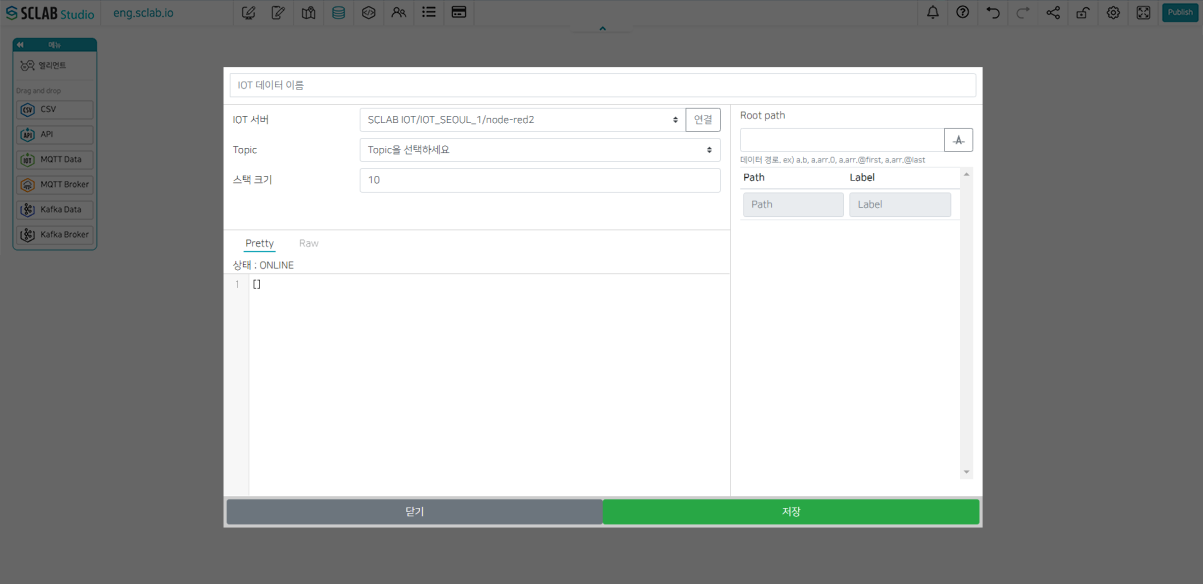 SCLAB Studio
eng.sclab.io
Publish
메뉴
엘리먼트
Drag and drop
CSV
API
MQTT Data
MQTT Broker
Kafka Data
Kafka Broker
IOT 데이터 이름
IOT 서버
SCLAB IOT/IOT_SEOUL_1/node-red2
연결
Topic
Topic을 선택하세요
스택 크기
10
Pretty
Raw
상태 : ONLINE
1
[]
Root path
데이터 경로. ex) a.b, a.arr.0, a.arr.@first, a.arr.@last
Path
Label
Path
Label
닫기
저장